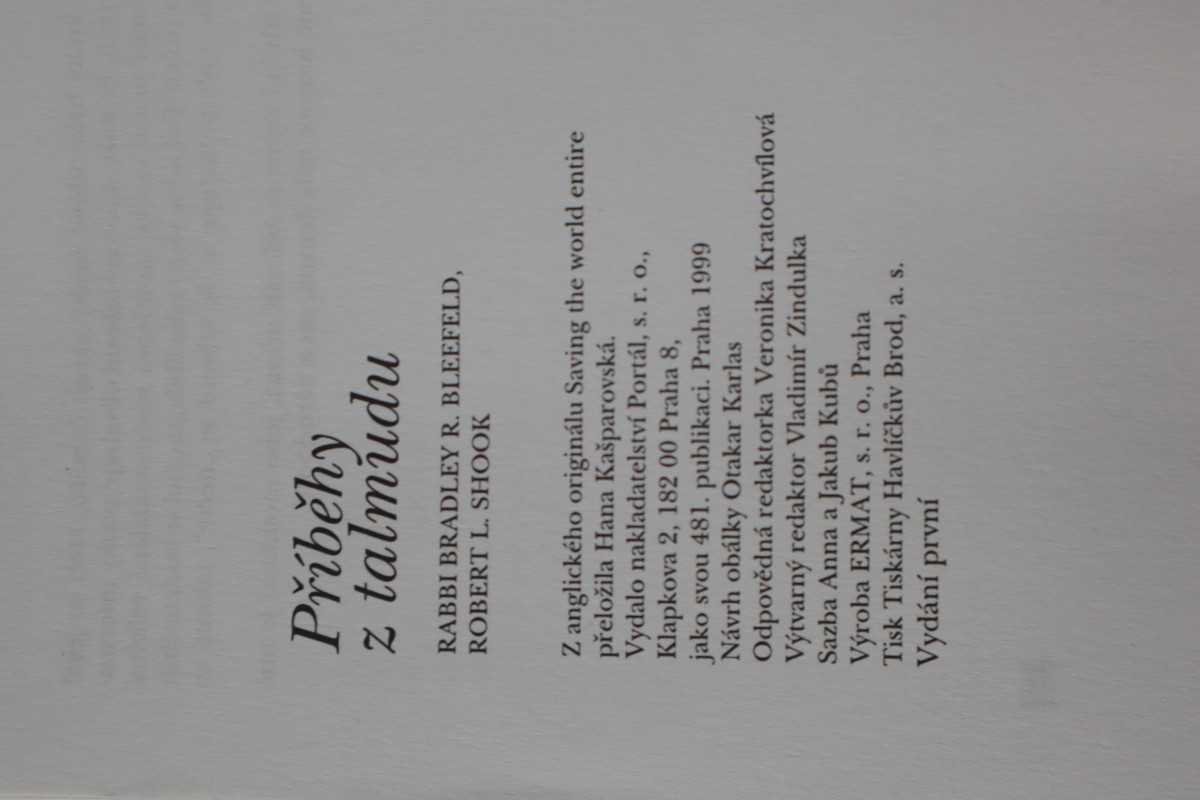 Příběhy
z talmudu
RABBI BRADLEY R. BLEEFELD,
ROBERT L. SHOOK
Z anglického originálu Saving the world entire
přeložila Hana Kašparovská.
Vydalo nakladatelství Portál, s. r. o.,
Klapkova 2, 182 00 Praha 8,
jako svou 481. publikaci. Praha 1999
Návrh obálky Otakar Karlas
Odpovědná redaktorka Veronika Kratochvílová
Výtvarný redaktor Vladimír Zindulka
Sazba Anna a Jakub Kubů
Výroba ERMAT, s. r. o., Praha
Tisk Tiskárny Havlíčkův Brod, a. s.
Vydání první